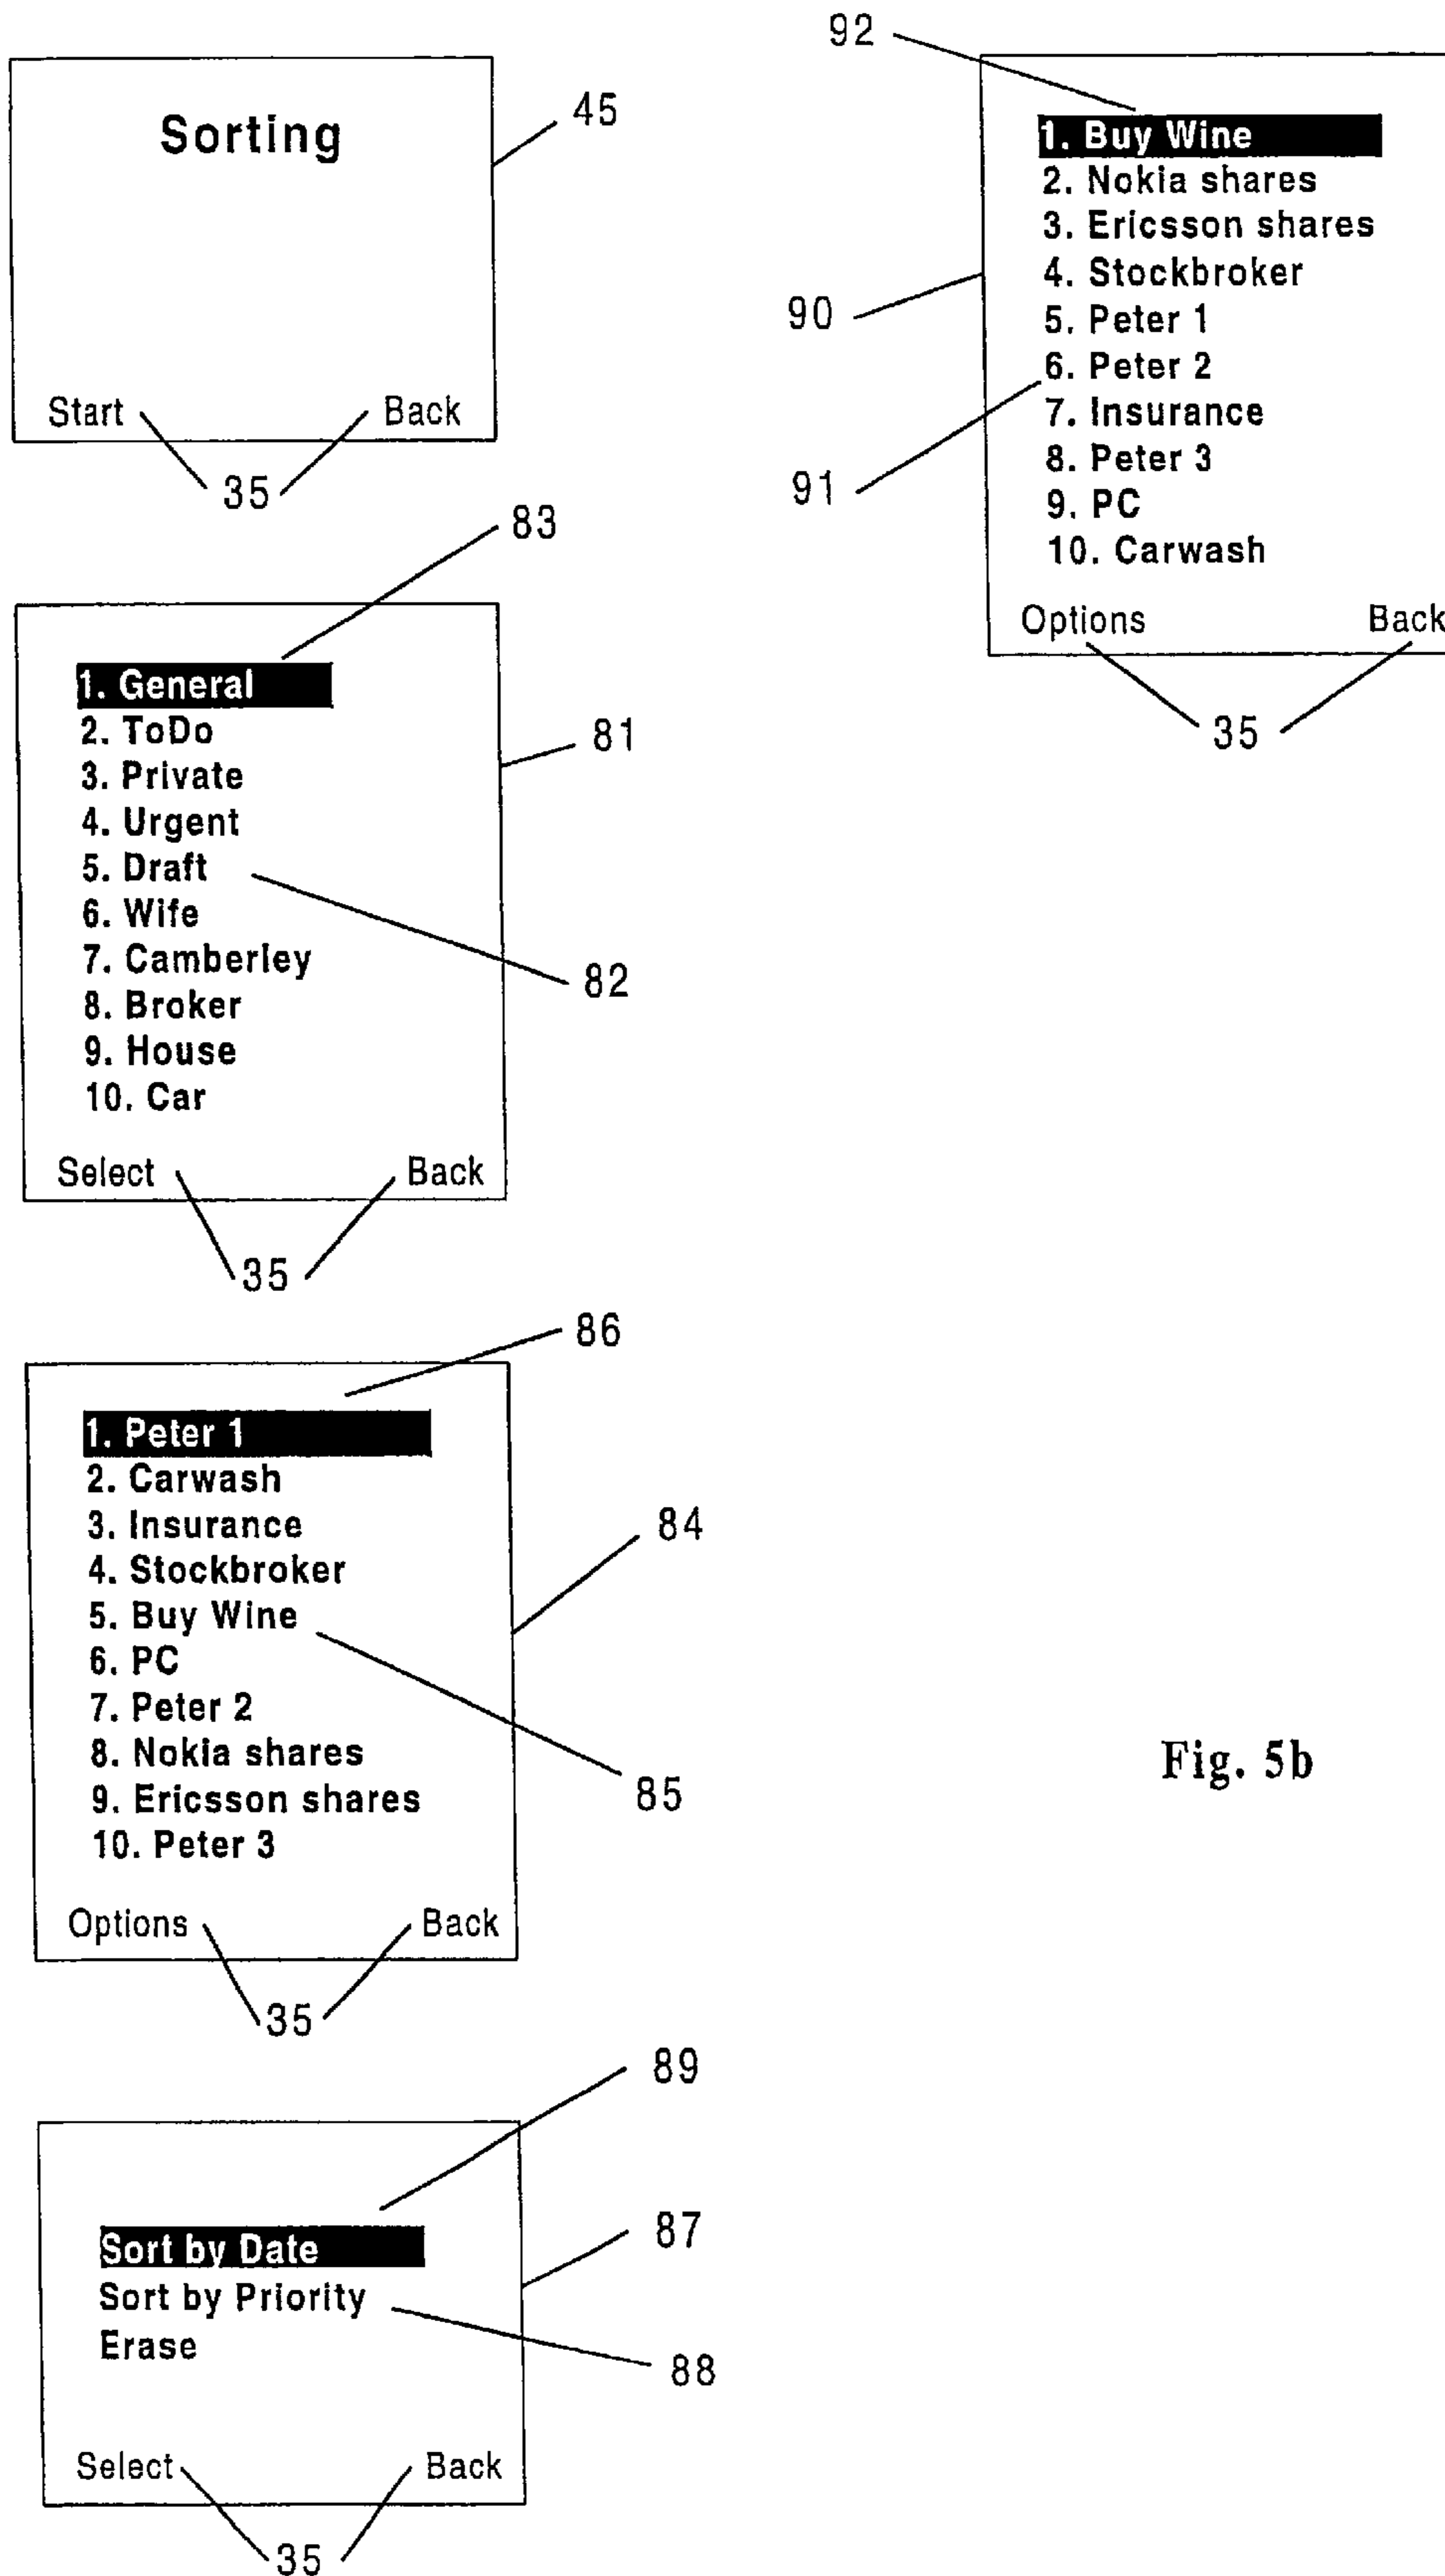 Sorting
45
Start Back
35
83
1. General
2. ToDo
3. Private
4. Urgent
5. Draft
6. Wife
7. Camberley
8. Broker
9. House
10. Car
81
82
Select Back
35
86
1. Peter 1
2. Carwash
3. Insurance
4. Stockbroker
5. Buy Wine
6. PC
7. Peter 2
8. Nokia shares
9. Ericsson shares
10. Peter 3
84
85
Options Back
35
89
Sort by Date
Sort by Priority
Erase
87
88
Select Back
35
92
1. Buy Wine
2. Nokia shares
3. Ericsson shares
4. Stockbroker
5. Peter 1
6. Peter 2
7. Insurance
8. Peter 3
9. PC
10. Carwash
90
91
Options Back
35
Fig. 5b